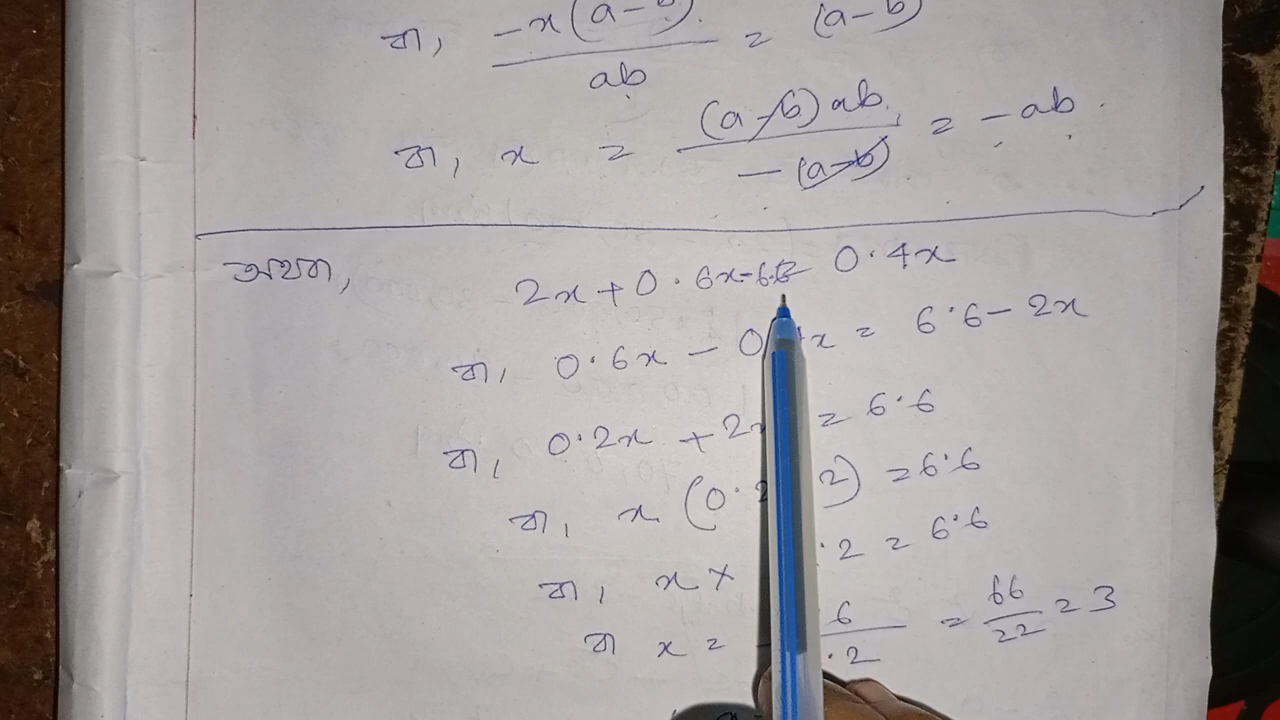 বা, -x(a-b)/ab = (a-b)
বা, x = (a-b)ab/-(a-b) = -ab
অথবা, 2x+0.6x-6.6= 0.4x
বা, 0.6x - 0. x = 6.6-2x
বা, 0.2x + 2x = 6.6
বা, x (0. 2) = 6.6
বা, x × .2 = 6.6
বা x = 6/.2 = 66/22 = 3